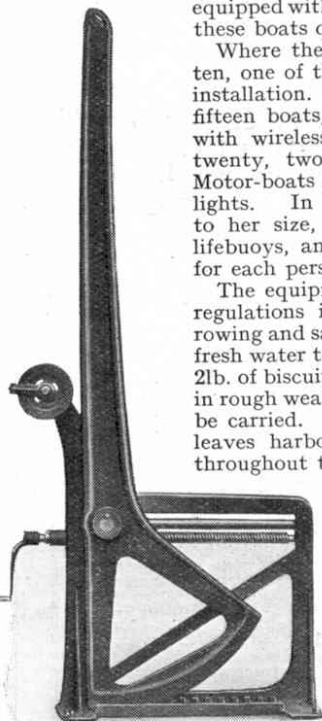 equipped with
these boats c
Where the
ten, one of t
installation.
fifteen boats,
with wireless
twenty, two
Motor-boats
lights. In
to her size,
lifebuoys, an
for each pers
The equipp
regulations i
rowing and sa
fresh water t
2lb. of biscuit
in rough wea
be carried.
leaves harbo
throughout t